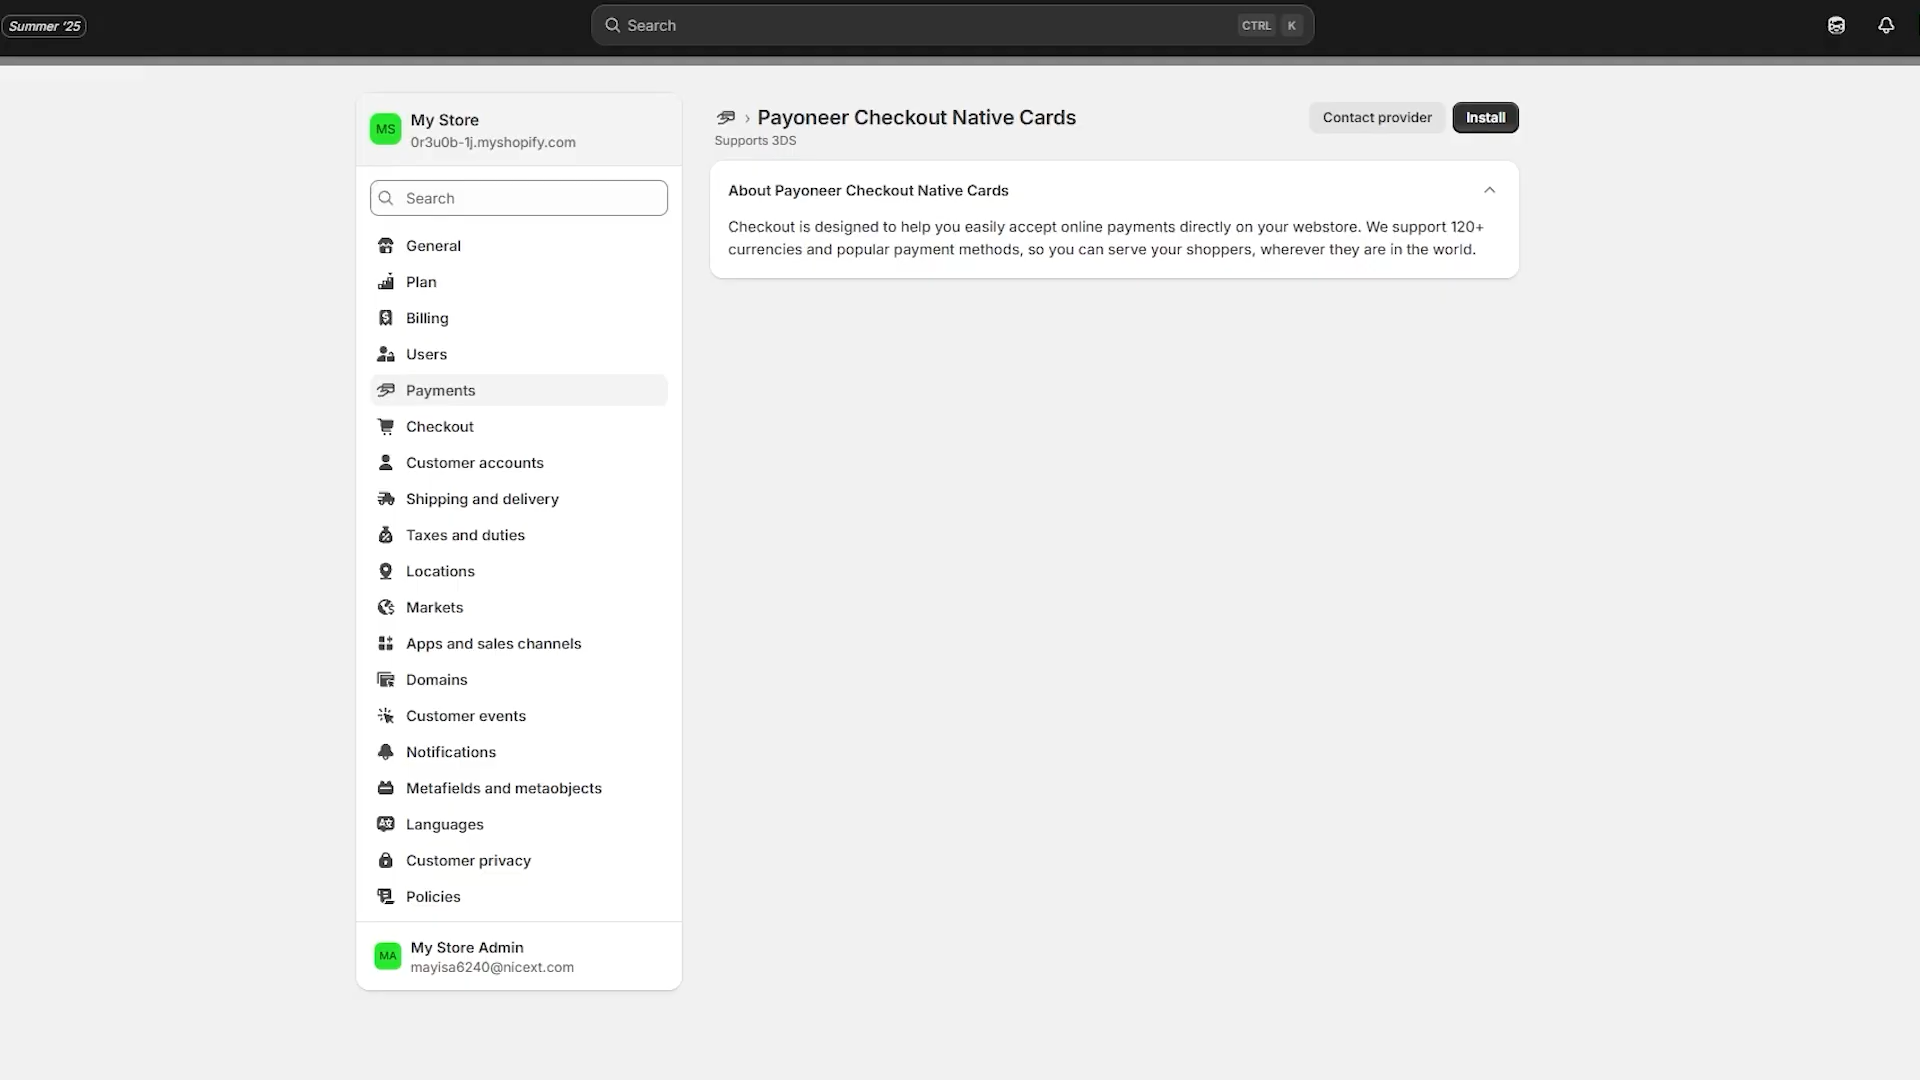 Summer '25
Search
CTRL K
My Store
0r3u0b-1j.myshopify.com
Search
General
Plan
Billing
Users
Payments
Checkout
Customer accounts
Shipping and delivery
Taxes and duties
Locations
Markets
Apps and sales channels
Domains
Customer events
Notifications
Metafields and metaobjects
Languages
Customer privacy
Policies
MS
MA
My Store Admin
mayisa6240@nicext.com
Payoneer Checkout Native Cards
Supports 3DS
Contact provider
Install
About Payoneer Checkout Native Cards
Checkout is designed to help you easily accept online payments directly on your webstore. We support 120+
currencies and popular payment methods, so you can serve your shoppers, wherever they are in the world.